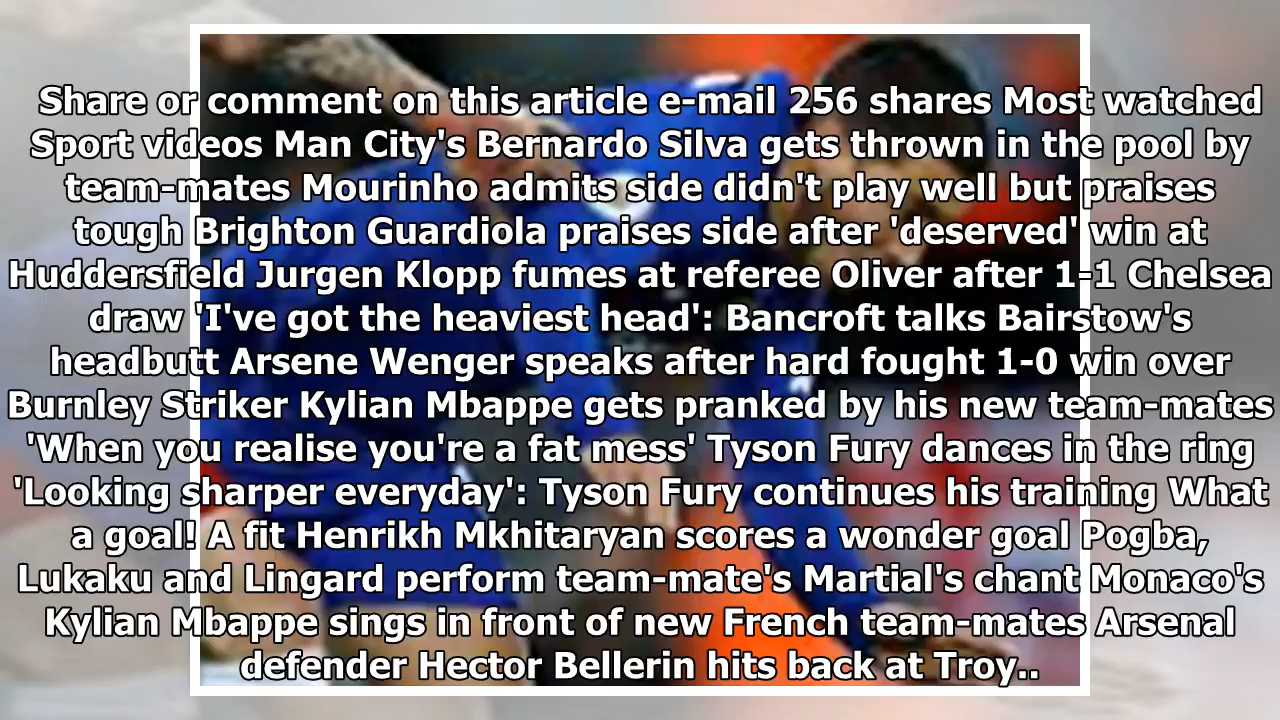 Share or comment on this article e-mail 256 shares Most watched
Sport videos Man City's Bernardo Silva gets thrown in the pool by
team-mates Mourinho admits side didn't play well but praises
tough Brighton Guardiola praises side after 'deserved' win at
Huddersfield Jurgen Klopp fumes at referee Oliver after 1-1 Chelsea
draw 'I've got the heaviest head': Bancroft talks Bairstow's
headbutt Arsene Wenger speaks after hard fought 1-0 win over
Burnley Striker Kylian Mbappe gets pranked by his new team-mates
'When you realise you're a fat mess' Tyson Fury dances in the ring
'Looking sharper everyday': Tyson Fury continues his training What
a goal! A fit Henrikh Mkhitaryan scores a wonder goal Pogba,
Lukaku and Lingard perform team-mate's Martial's chant Monaco's
Kylian Mbappe sings in front of new French team-mates Arsenal
defender Hector Bellerin hits back at Troy..